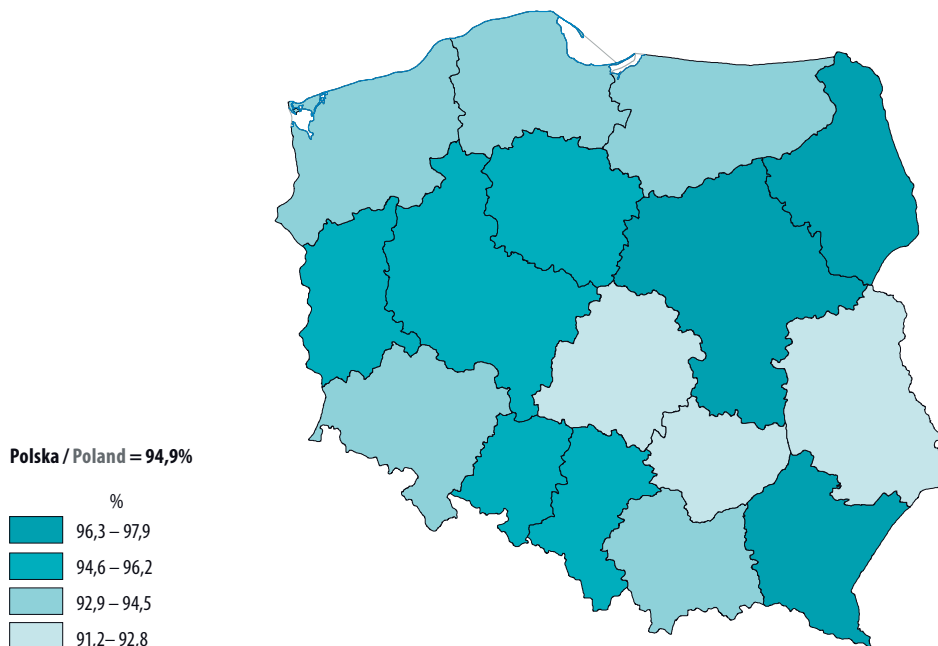 Polska / Poland = 94,9%
%
96,3 – 97,9
94,6 – 96,2
92,9 – 94,5
91,2– 92,8